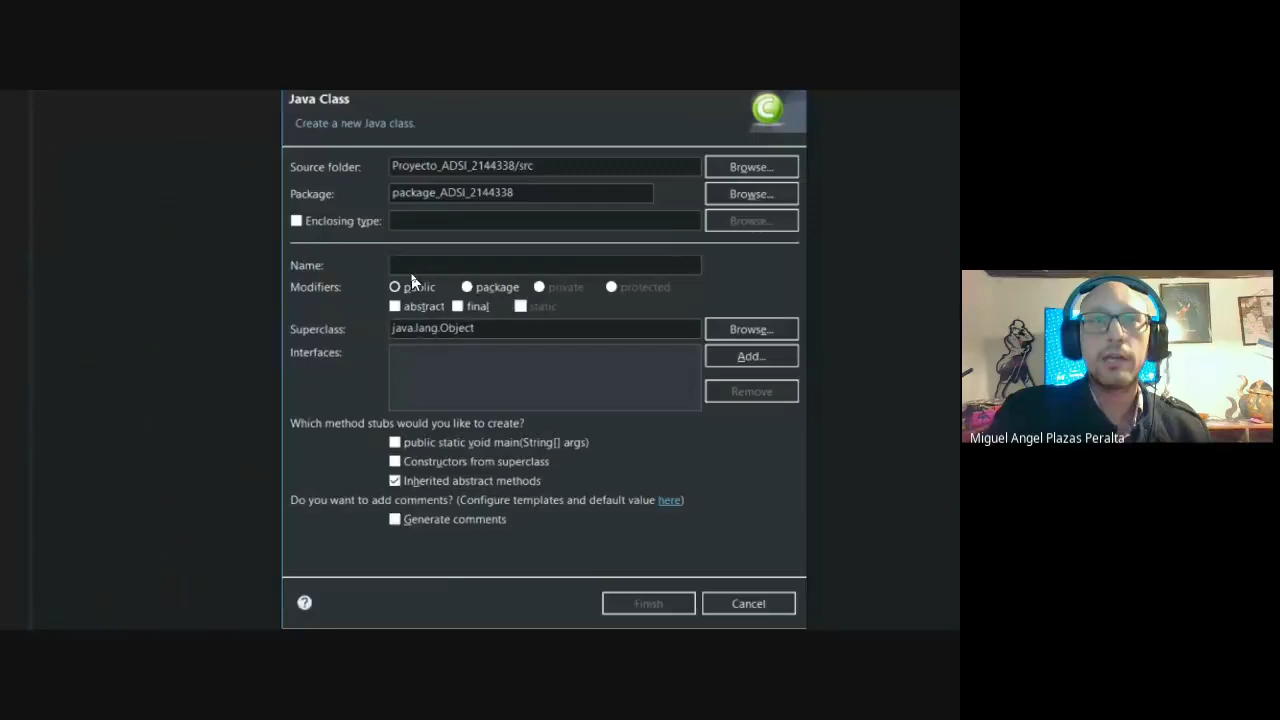 Java Class
Create a new Java class.
Source folder: Proyecto_ADSI_2144338/src Browse...
Package: package_ADSI_2144338 Browse...
Enclosing type: Browse...
Name:
Modifiers: public package private protected
abstract final static
Superclass: java.lang.Object Browse...
Interfaces: Add...
Remove
Which method stubs would you like to create?
public static void main(String[] args)
Constructors from superclass
Inherited abstract methods
Do you want to add comments? (Configure templates and default value here)
Generate comments
? Finish Cancel
Miguel Angel Plazas Peralta